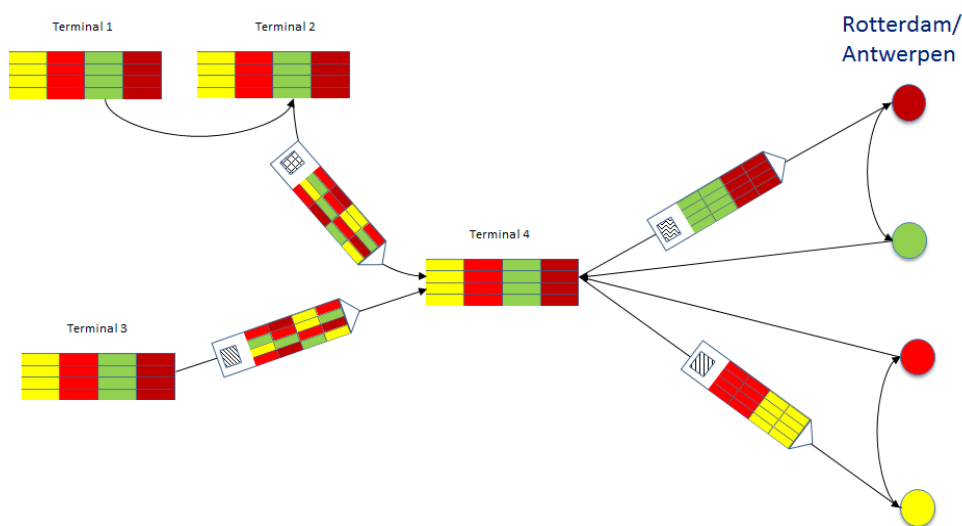 Terminal 1
Terminal 2
Rotterdam/
Antwerpen
Terminal 4
Terminal 3